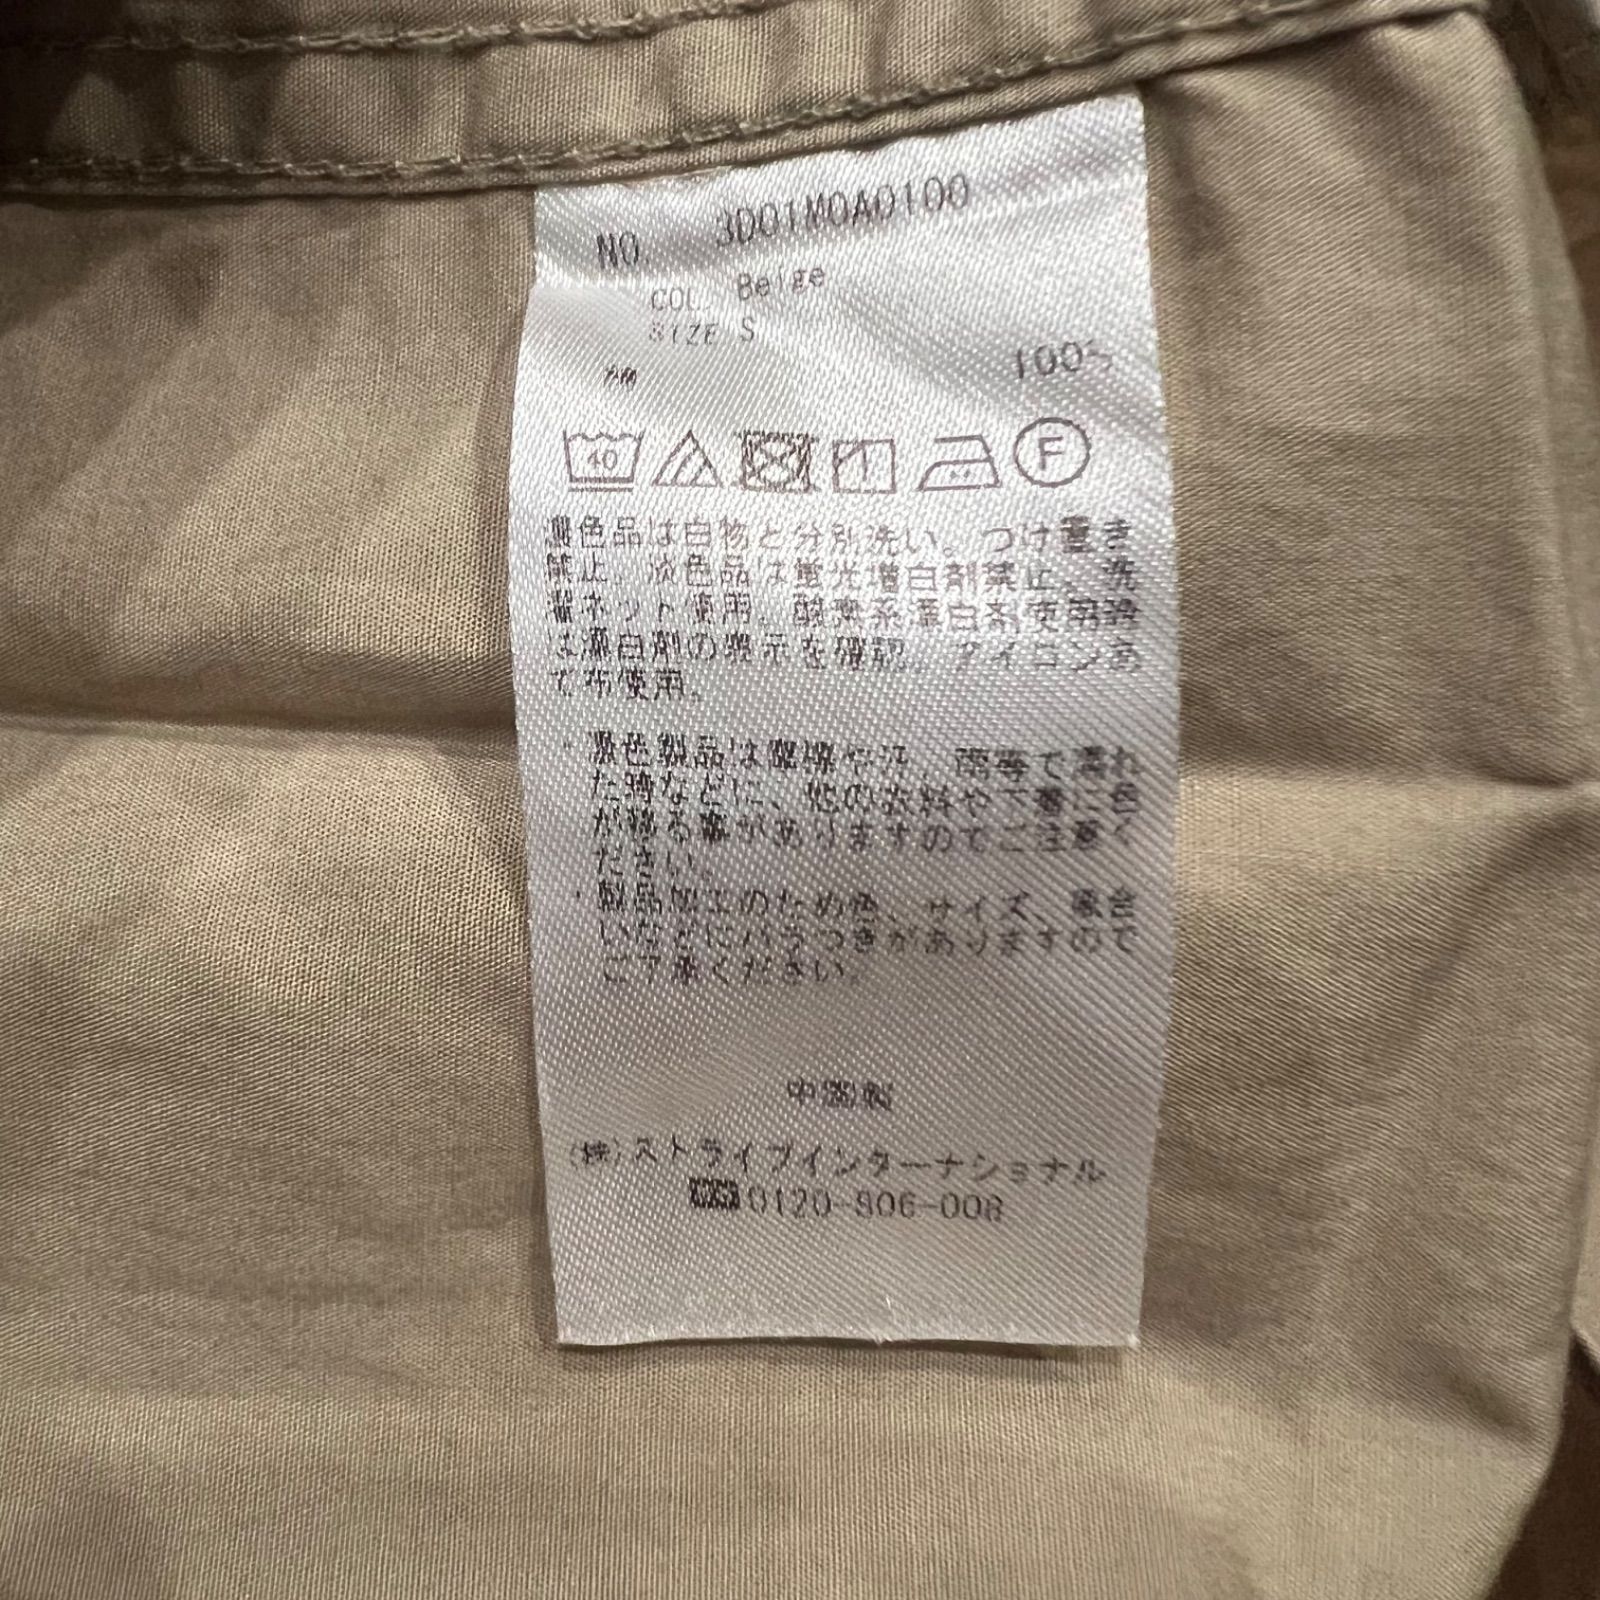 NO. 3D01M0A0100
COL. Beige
SIZE S
綿 100%
40 F
濃色品は白物と分別洗い。つけ置き
禁止。淡色品は蛍光増白剤禁止。洗
濯ネット使用。酸素系漂白剤使用時
は漂白剤の表示を確認。アイロンあ
て布使用。
・濃色製品は摩擦や汗、雨等で濡れ
た時などに、他の衣料や下着に色
が移る事がありますのでご注意く
ださい。
・製品加工のため色、サイズ、風合
いなどにバラつきがありますので
ご了承ください。
中国製
(株)ストライプインターナショナル
0120-806-008